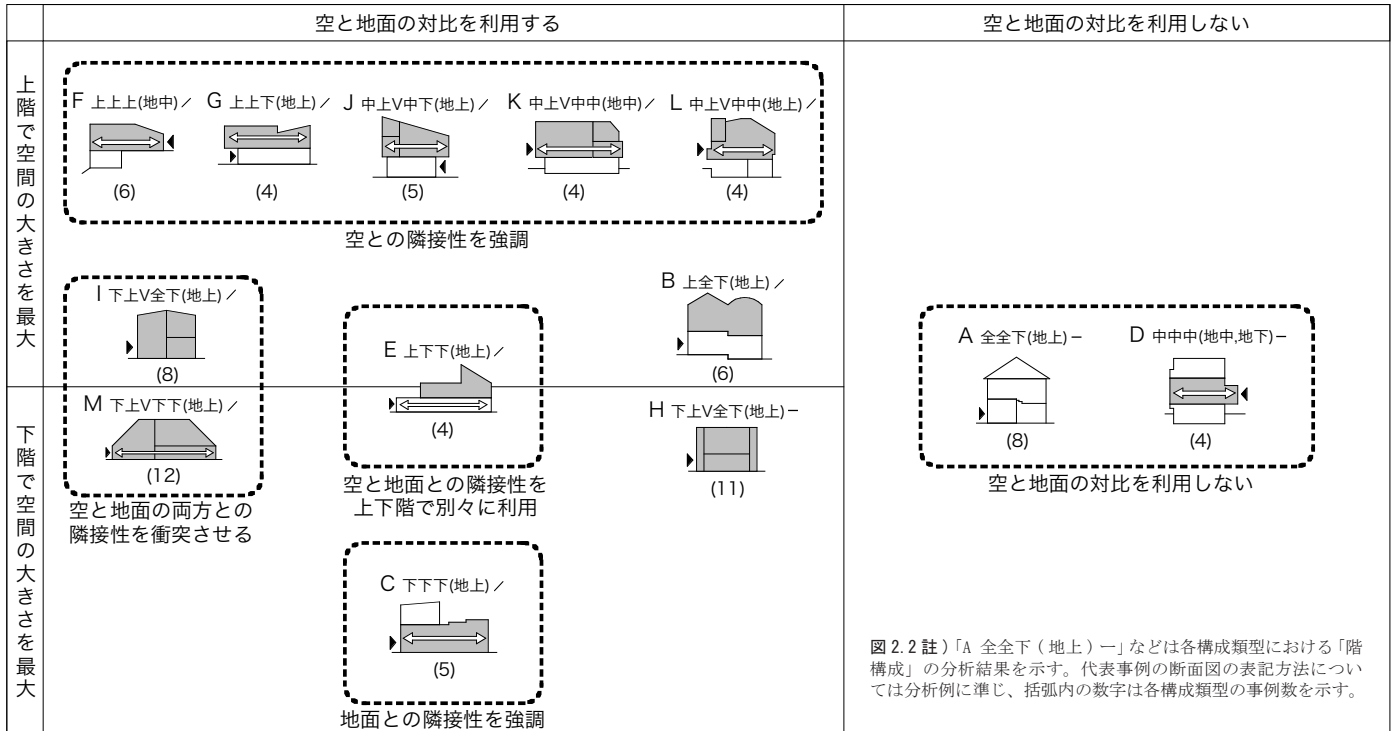 空と地面の対比を利用する
空と地面の対比を利用しない
上階で空間の大きさを最大
F 上上上(地中)／
G 上上下(地上)／
J 中上V中下(地上)／
K 中上V中中(地中)／
L 中上V中中(地上)／
(6)
(4)
(5)
(4)
(4)
空との隣接性を強調
I 下上V全下(地上)／
(8)
E 上下下(地上)／
(4)
空と地面との隣接性を
上下階で別々に利用
B 上全下(地上)／
(6)
A 全全下(地上)−
(8)
D 中中中(地中,地下)−
(4)
空と地面の対比を利用しない
下階で空間の大きさを最大
M 下上V下下(地上)／
(12)
空と地面の両方との
隣接性を衝突させる
H 下上V全下(地上)−
(11)
C 下下下(地上)／
(5)
地面との隣接性を強調
図2.2註)「A 全全下(地上)ー」などは各構成類型における「階
構成」の分析結果を示す。代表事例の断面図の表記方法につい
ては分析例に準じ、括弧内の数字は各構成類型の事例数を示す。